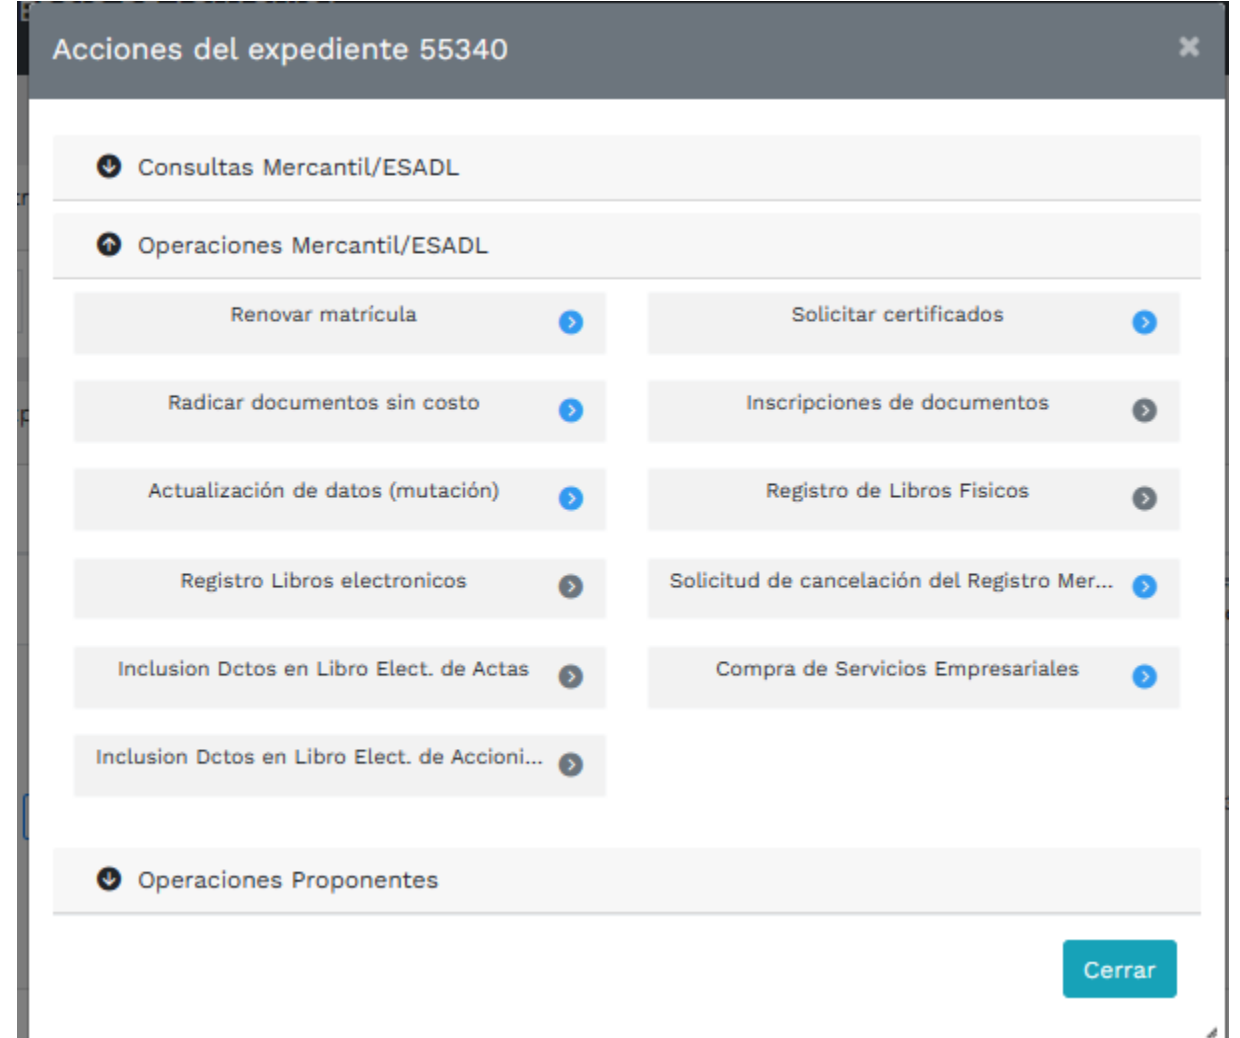 Acciones del expediente 55340
Consultas Mercantil/ESADL
Operaciones Mercantil/ESADL
Renovar matrícula
Solicitar certificados
Radicar documentos sin costo
Inscripciones de documentos
Actualización de datos (mutación)
Registro de Libros Fisicos
Registro Libros electronicos
Solicitud de cancelación del Registro Mer...
Inclusion Dctos en Libro Elect. de Actas
Compra de Servicios Empresariales
Inclusion Dctos en Libro Elect. de Accioni...
Operaciones Proponentes
Cerrar